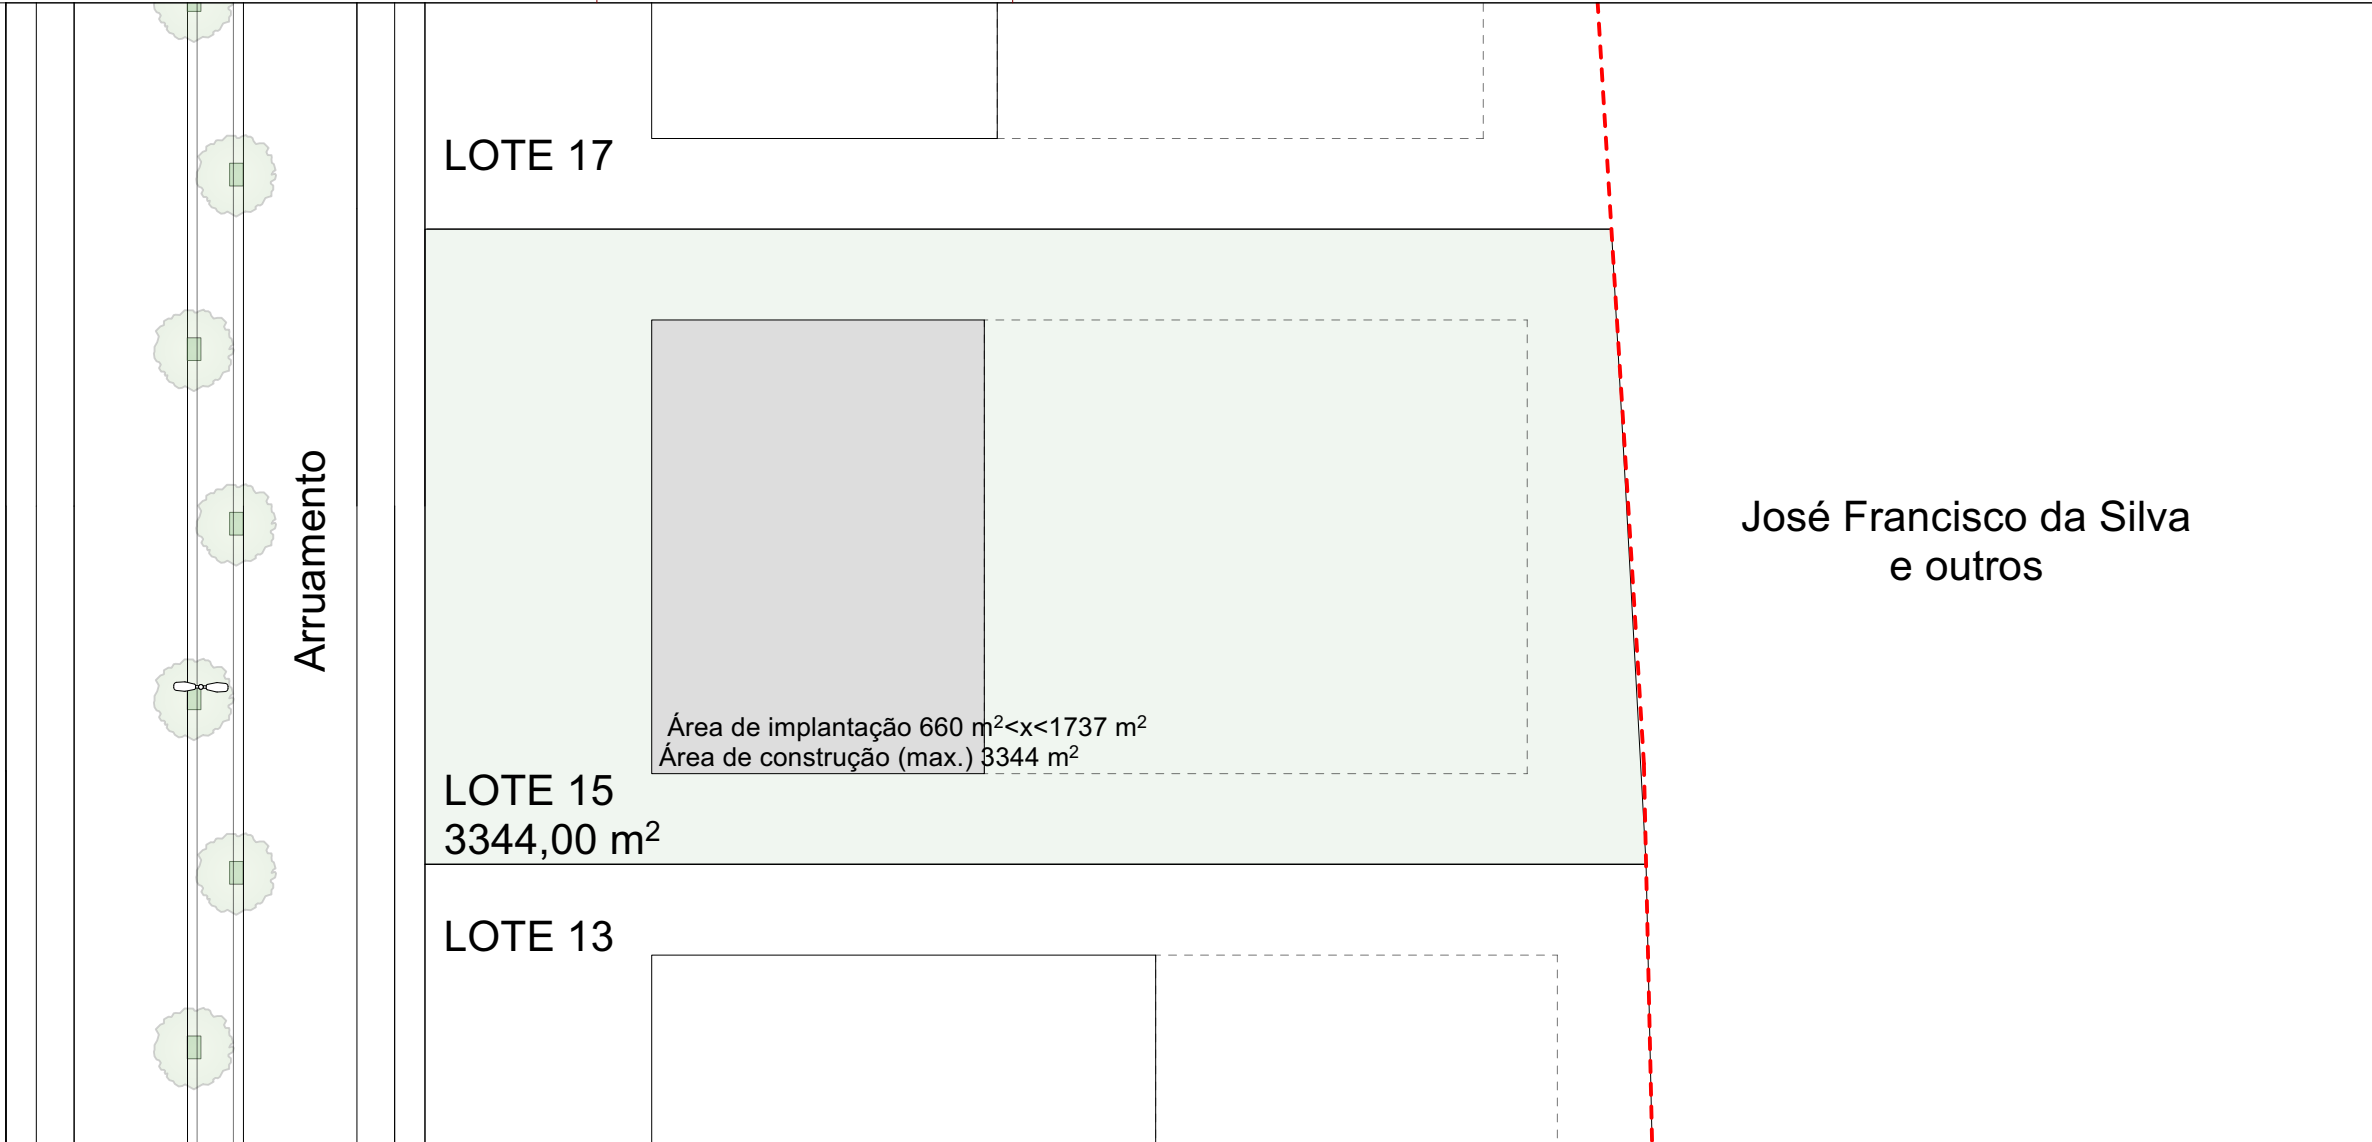 LOTE 17
Arruamento
José Francisco da Silva
e outros
Área de implantação 660 m²<x<1737 m²
Área de construção (max.) 3344 m²
LOTE 15
3344,00 m²
LOTE 13